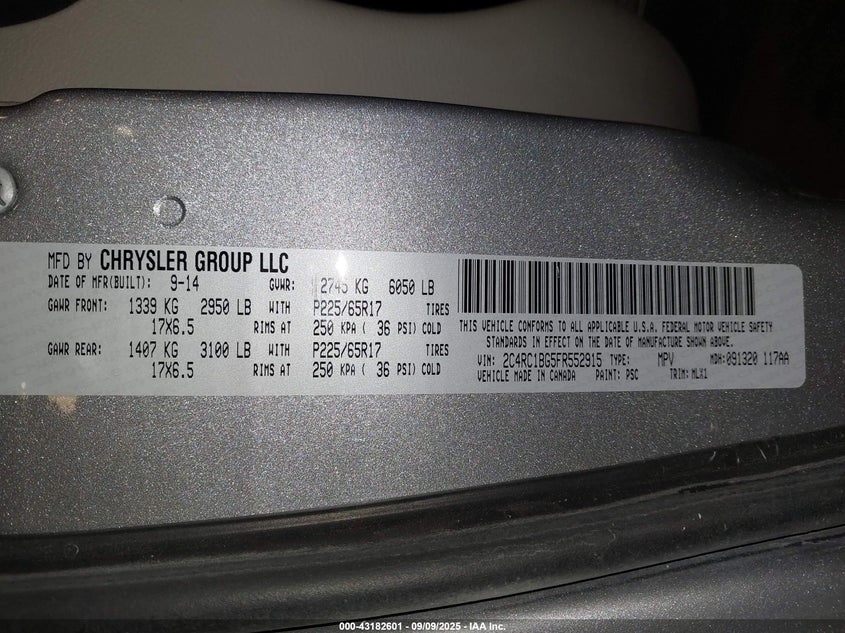 MFD BY CHRYSLER GROUP LLC
DATE OF MFR(BUILT): 9-14 GVWR: 2745 KG 6050 LB
GAWR FRONT: 1339 KG 2950 LB WITH P225/65R17 TIRES
17X6.5 RIMS AT 250 KPA ( 36 PSI) COLD
GAWR REAR: 1407 KG 3100 LB WITH P225/65R17 TIRES
17X6.5 RIMS AT 250 KPA ( 36 PSI) COLD
THIS VEHICLE CONFORMS TO ALL APPLICABLE U.S.A. FEDERAL MOTOR VEHICLE SAFETY
STANDARDS IN EFFECT ON THE DATE OF MANUFACTURE SHOWN ABOVE.
VIN: 2C4RC1BG5FR552915 TYPE: MPV MDH: 091320 117AA
VEHICLE MADE IN CANADA PAINT: PSC TRIM: MLX1
000-43182601 - 09/09/2025 - IAA Inc.